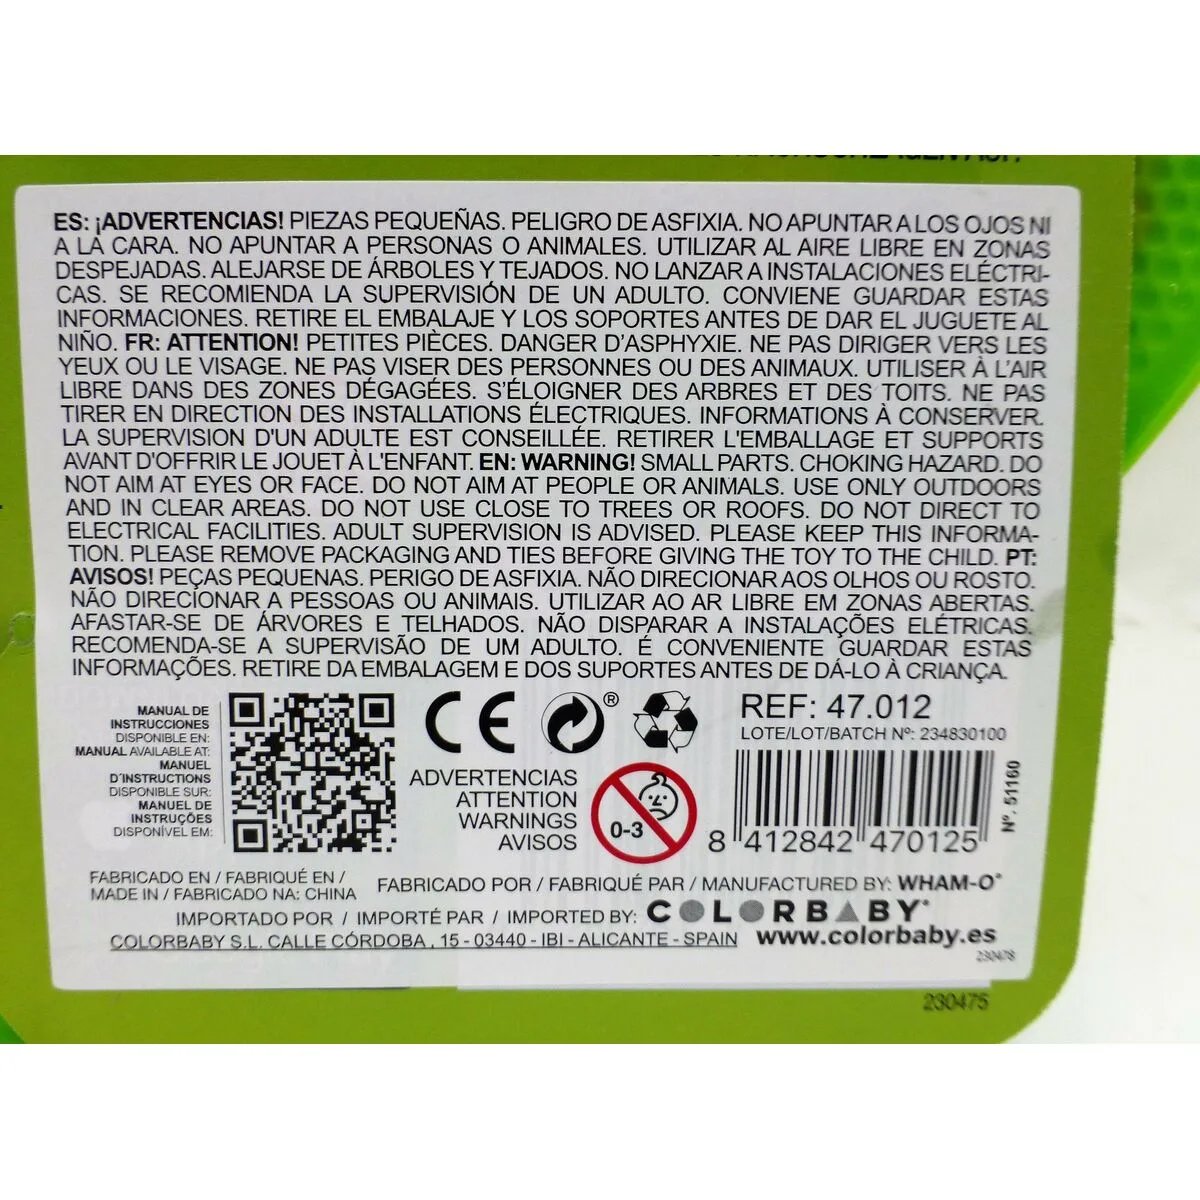 ES: ¡ADVERTENCIAS! PIEZAS PEQUEÑAS. PELIGRO DE ASFIXIA. NO APUNTAR A LOS OJOS NI
A LA CARA. NO APUNTAR A PERSONAS O ANIMALES. UTILIZAR AL AIRE LIBRE EN ZONAS
DESPEJADAS. ALEJARSE DE ÁRBOLES Y TEJADOS. NO LANZAR A INSTALACIONES ELÉCTRI-
CAS. SE RECOMIENDA LA SUPERVISIÓN DE UN ADULTO. CONVIENE GUARDAR ESTAS
INFORMACIONES. RETIRE EL EMBALAJE Y LOS SOPORTES ANTES DE DAR EL JUGUETE AL
NIÑO. FR: ATTENTION! PETITES PIÈCES. DANGER D'ASPHYXIE. NE PAS DIRIGER VERS LES
YEUX OU LE VISAGE. NE PAS VISER DES PERSONNES OU DES ANIMAUX. UTILISER À L'AIR
LIBRE DANS DES ZONES DÉGAGÉES. S'ÉLOIGNER DES ARBRES ET DES TOITS. NE PAS
TIRER EN DIRECTION DES INSTALLATIONS ÉLECTRIQUES. INFORMATIONS À CONSERVER.
LA SUPERVISION D'UN ADULTE EST CONSEILLÉE. RETIRER L'EMBALLAGE ET SUPPORTS
AVANT D'OFFRIR LE JOUET À L'ENFANT. EN: WARNING! SMALL PARTS. CHOKING HAZARD. DO
NOT AIM AT EYES OR FACE. DO NOT AIM AT PEOPLE OR ANIMALS. USE ONLY OUTDOORS
AND IN CLEAR AREAS. DO NOT USE CLOSE TO TREES OR ROOFS. DO NOT DIRECT TO
ELECTRICAL FACILITIES. ADULT SUPERVISION IS ADVISED. PLEASE KEEP THIS INFORMA-
TION. PLEASE REMOVE PACKAGING AND TIES BEFORE GIVING THE TOY TO THE CHILD. PT:
AVISOS! PEÇAS PEQUENAS. PERIGO DE ASFIXIA. NÃO DIRECIONAR AOS OLHOS OU ROSTO.
NÃO DIRECIONAR A PESSOAS OU ANIMAIS. UTILIZAR AO AR LIBRE EM ZONAS ABERTAS.
AFASTAR-SE DE ÁRVORES E TELHADOS. NÃO DISPARAR A INSTALAÇÕES ELÉTRICAS.
RECOMENDA-SE A SUPERVISÃO DE UM ADULTO. É CONVENIENTE GUARDAR ESTAS
INFORMAÇÕES. RETIRE DA EMBALAGEM E DOS SUPORTES ANTES DE DÁ-LO À CRIANÇA.
MANUAL DE
INSTRUCCIONES
DISPONIBLE EN:
MANUAL AVAILABLE AT:
MANUEL
D'INSTRUCTIONS
DISPONIBLE SUR:
MANUEL DE
INSTRUÇÕES
DISPONÍVEL EM:
CE
®
REF: 47.012
LOTE/LOT/BATCH Nº: 234830100
ADVERTENCIAS
ATTENTION
WARNINGS
AVISOS
0-3
8 412842 470125
Nº. 51160
FABRICADO EN / FABRIQUÉ EN /
MADE IN / FABRICADO NA: CHINA
FABRICADO POR / FABRIQUÉ PAR / MANUFACTURED BY: WHAM-O®
IMPORTADO POR / IMPORTÉ PAR / IMPORTED BY: COLORBABY®
COLORBABY S.L. CALLE CÓRDOBA , 15 - 03440 - IBI - ALICANTE - SPAIN www.colorbaby.es
230478
230475